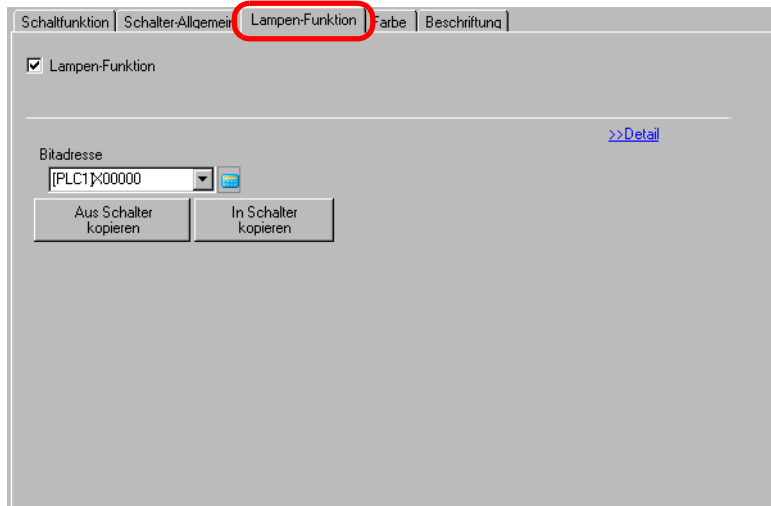 Schaltfunktion Schalter-Allgemein Lampen-Funktion Farbe Beschriftung
Lampen-Funktion
>>Detail
Bitadresse
[PLC1]X00000
Aus Schalter
kopieren
In Schalter
kopieren